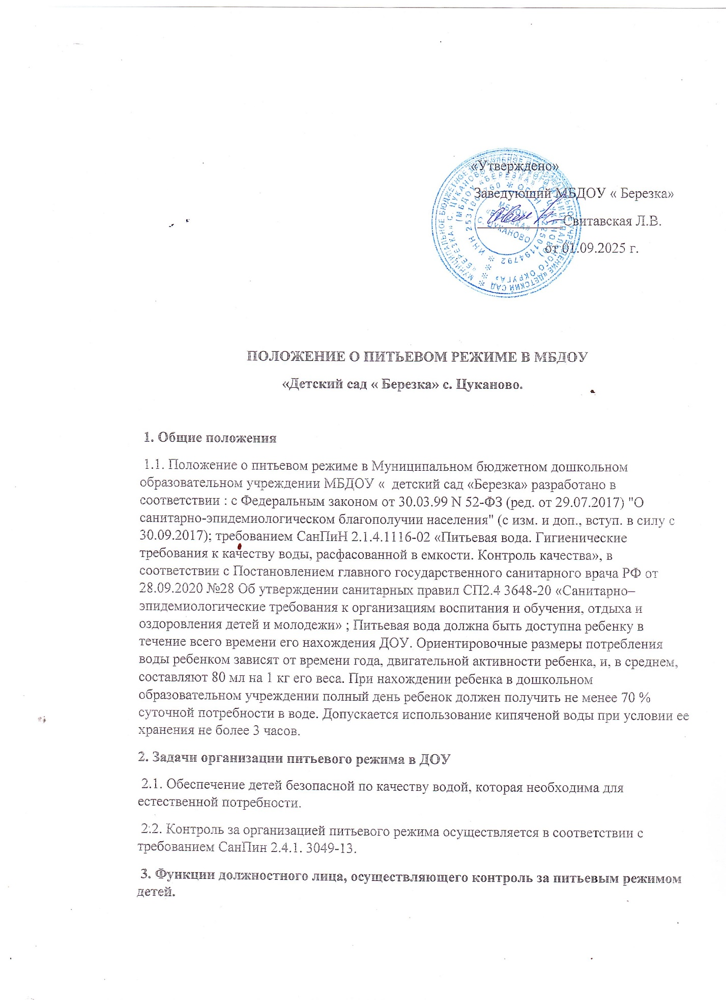 «Утверждено»
Заведующий МБДОУ « Березка»
Свитавская Л.В.
от 01.09.2025 г.
МБДОУ
«БЕРЕЗКА»
С. ЦУКАНОВО
ПОЛОЖЕНИЕ О ПИТЬЕВОМ РЕЖИМЕ В МБДОУ
«Детский сад « Березка» с. Цуканово.
1. Общие положения
1.1. Положение о питьевом режиме в Муниципальном бюджетном дошкольном
образовательном учреждении МБДОУ «  детский сад «Березка» разработано в
соответствии : с Федеральным законом от 30.03.99 N 52-ФЗ (ред. от 29.07.2017) "О
санитарно-эпидемиологическом благополучии населения" (с изм. и доп., вступ. в силу с
30.09.2017); требованием СанПиН 2.1.4.1116-02 «Питьевая вода. Гигиенические
требования к качеству воды, расфасованной в емкости. Контроль качества», в
соответствии с Постановлением главного государственного санитарного врача РФ от
28.09.2020 №28 Об утверждении санитарных правил СП2.4 3648-20 «Санитарно–
эпидемиологические требования к организациям воспитания и обучения, отдыха и
оздоровления детей и молодежи» ; Питьевая вода должна быть доступна ребенку в
течение всего времени его нахождения ДОУ. Ориентировочные размеры потребления
воды ребенком зависят от времени года, двигательной активности ребенка, и, в среднем,
составляют 80 мл на 1 кг его веса. При нахождении ребенка в дошкольном
образовательном учреждении полный день ребенок должен получить не менее 70 %
суточной потребности в воде. Допускается использование кипяченой воды при условии ее
хранения не более 3 часов.
2. Задачи организации питьевого режима в ДОУ
2.1. Обеспечение детей безопасной по качеству водой, которая необходима для
естественной потребности.
2.2. Контроль за организацией питьевого режима осуществляется в соответствии с
требованием СанПин 2.4.1. 3049-13.
3. Функции должностного лица, осуществляющего контроль за питьевым режимом
детей.